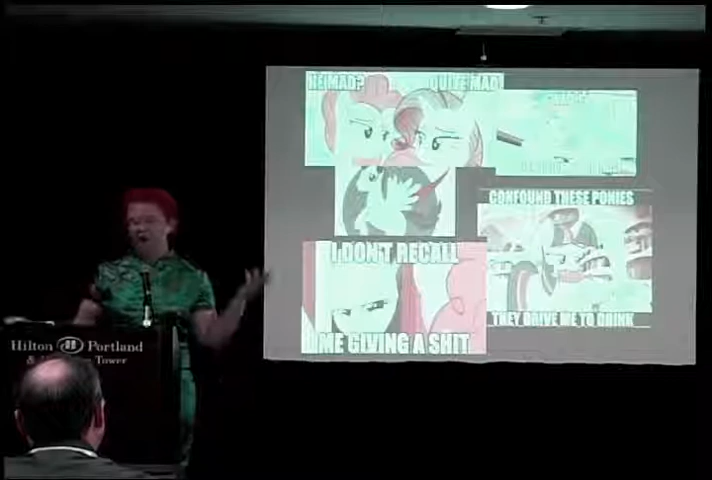 HE MAD? QUITE MAD!
CONFOUND THESE PONIES
I DON'T RECALL
THEY DRIVE ME TO DRINK
ME GIVING A SHIT
Hilton Portland
& Tower